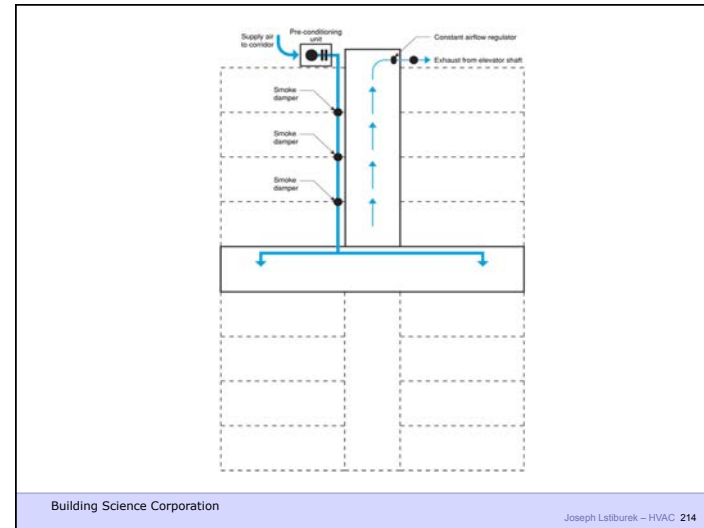 Supply air
to corridor
Pre-conditioning
unit
Constant airflow regulator
Exhaust from elevator shaft
Smoke
damper
Smoke
damper
Smoke
damper
Building Science Corporation
Joseph Lstiburek – HVAC 214